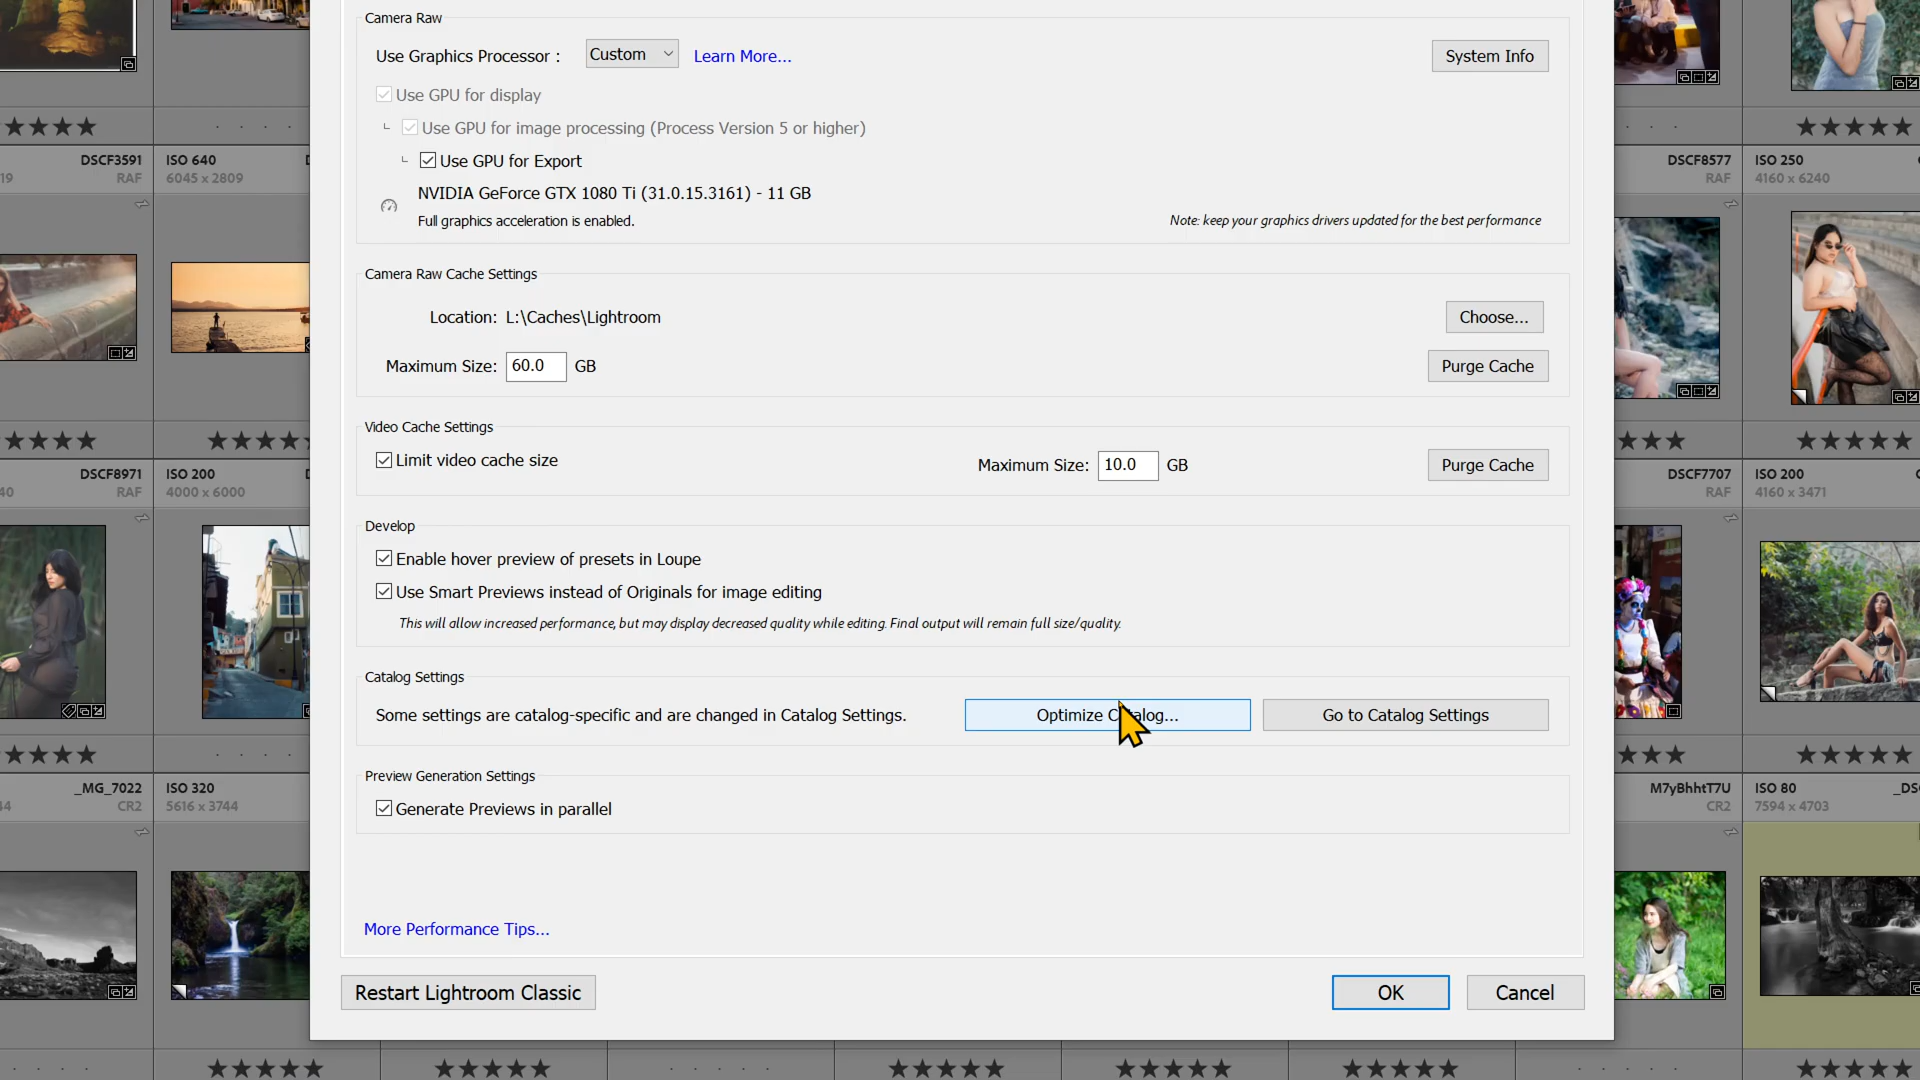 Camera Raw
Use Graphics Processor : Custom Learn More... System Info
Use GPU for display
Use GPU for image processing (Process Version 5 or higher)
Use GPU for Export
NVIDIA GeForce GTX 1080 Ti (31.0.15.3161) - 11 GB
Full graphics acceleration is enabled. Note: keep your graphics drivers updated for the best performance
Camera Raw Cache Settings
Location: L:\Caches\Lightroom Choose...
Maximum Size: 60.0 GB Purge Cache
Video Cache Settings
Limit video cache size Maximum Size: 10.0 GB Purge Cache
Develop
Enable hover preview of presets in Loupe
Use Smart Previews instead of Originals for image editing
This will allow increased performance, but may display decreased quality while editing. Final output will remain full size/quality.
Catalog Settings
Some settings are catalog-specific and are changed in Catalog Settings. Optimize Catalog... Go to Catalog Settings
Preview Generation Settings
Generate Previews in parallel
More Performance Tips...
Restart Lightroom Classic OK Cancel
DSCF3591 ISO 640
19 RAF 6045 x 2809
DSCF8971 ISO 200
40 RAF 4000 x 6000
_MG_7022 ISO 320
44 CR2 5616 x 3744
DSCF8577 ISO 250
RAF 4160 x 6240
DSCF7707 ISO 200
RAF 4160 x 3471
M7yBhhtT7U ISO 80 _DS
CR2 7594 x 4703